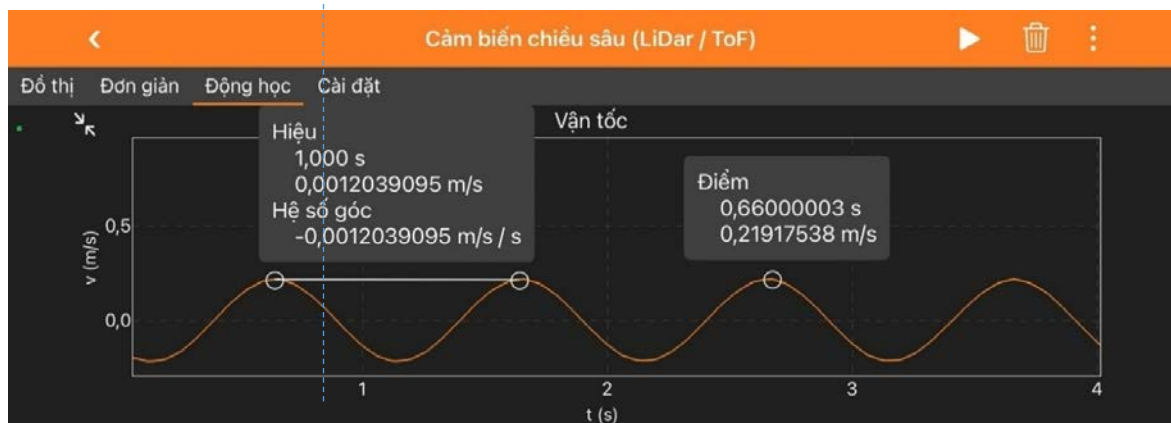 Cảm biến chiều sâu (LiDar / ToF)
Đồ thị Đơn giản Động học Cài đặt
Vận tốc
Hiệu
1,000 s
0,0012039095 m/s
Hệ số góc
-0,0012039095 m/s / s
Điểm
0,66000003 s
0,21917538 m/s
v (m/s)
0,5
0,0
1 2 3 4
t (s)